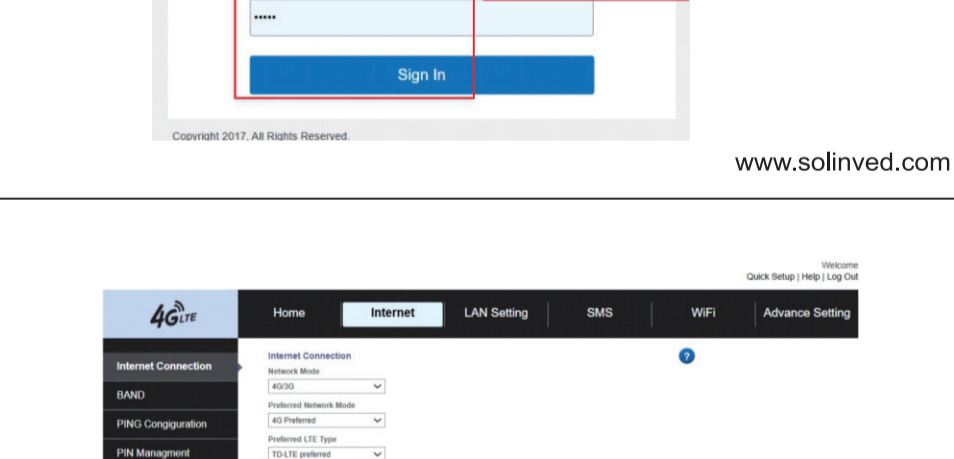 •••••
Sign In
Copyright 2017, All Rights Reserved.
www.solinved.com
Welcome
Quick Setup | Help | Log Out
4G LTE
Home Internet LAN Setting SMS WiFi Advance Setting
Internet Connection
BAND
PING Congiguration
PIN Managment
Internet Connection
?
Network Mode
4G/3G
Preferred Network Mode
4G Preferred
Preferred LTE Type
TD-LTE preferred